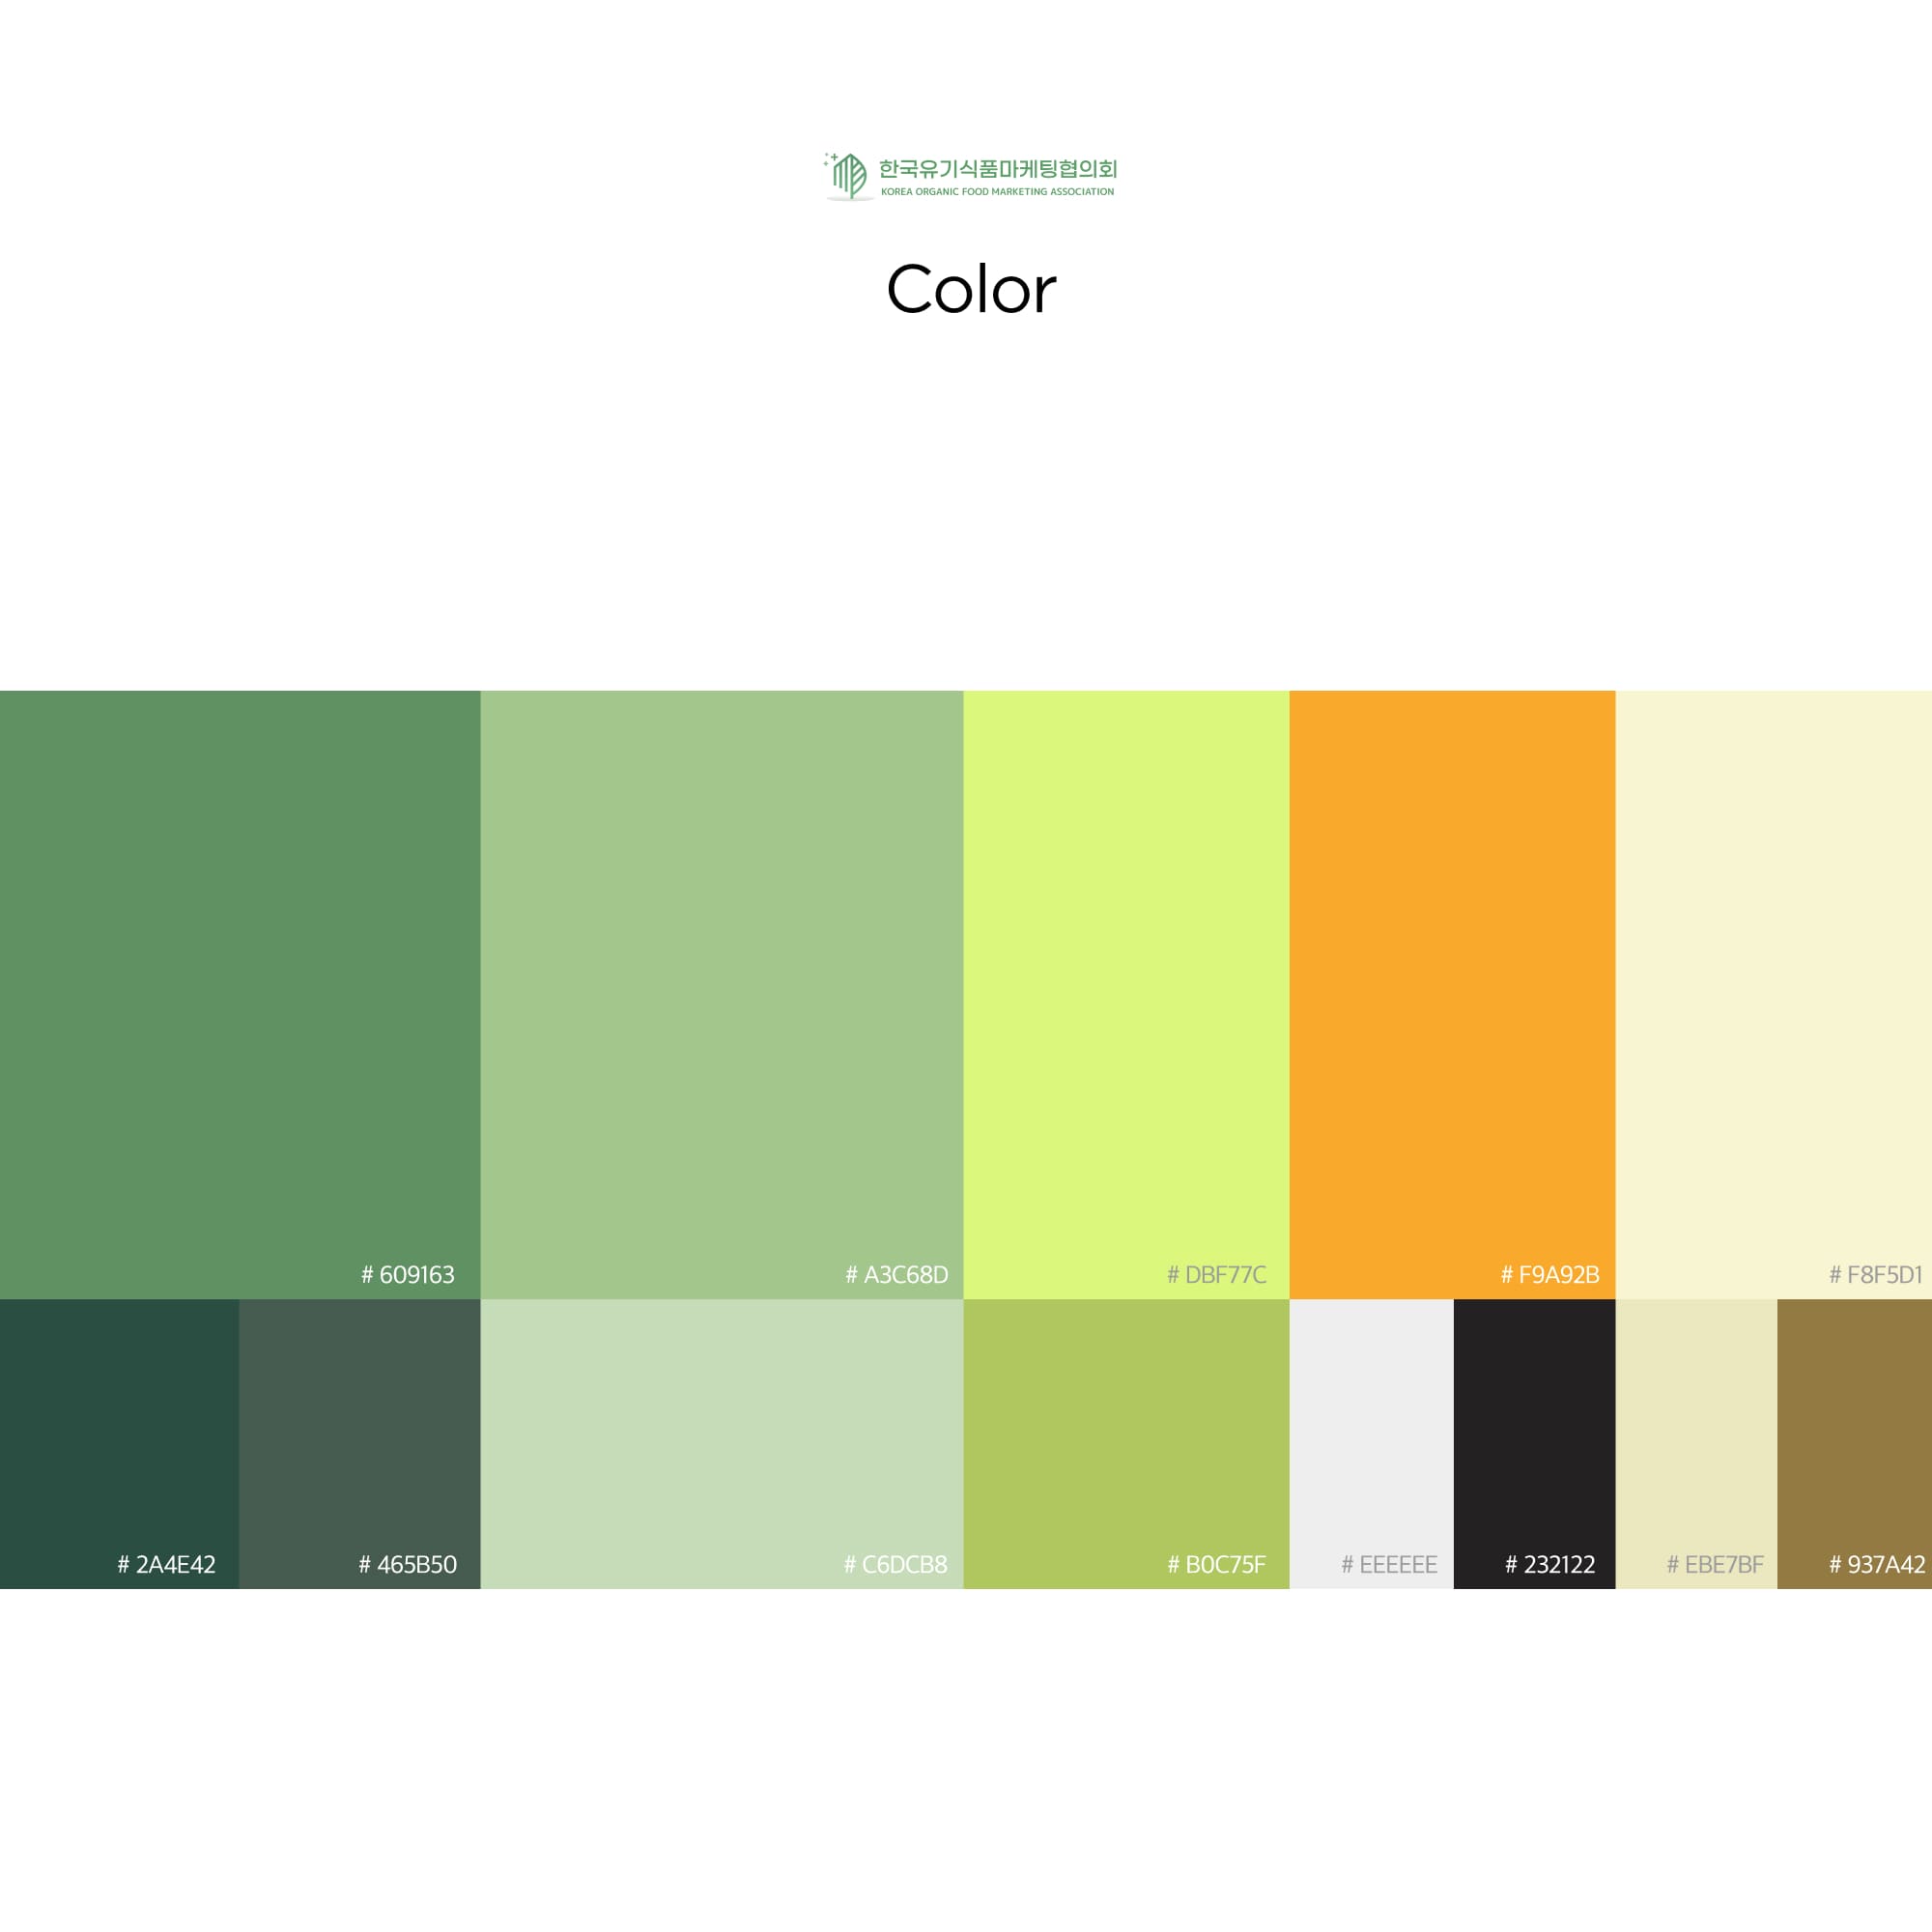 한국유기식품마케팅협의회
KOREA ORGANIC FOOD MARKETING ASSOCIATION
Color
# 609163
# A3C68D
# DBF77C
# F9A92B
# F8F5D1
# 2A4E42
# 465B50
# C6DCB8
# B0C75F
# EEEEEE
# 232122
# EBE7BF
# 937A42